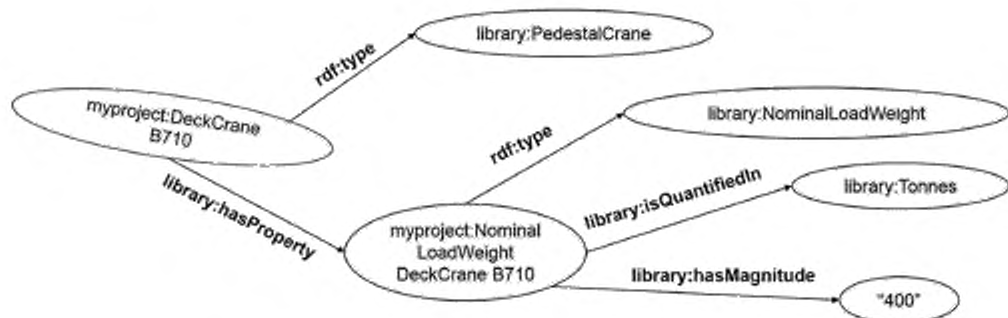 library:PedestalCrane
rdf:type
myproject:DeckCrane
B710
library:NominalLoadWeight
rdf:type
library:hasProperty
library:isQuantifiedIn
library:Tonnes
myproject:Nominal
LoadWeight
DeckCrane B710
library:hasMagnitude
"400"